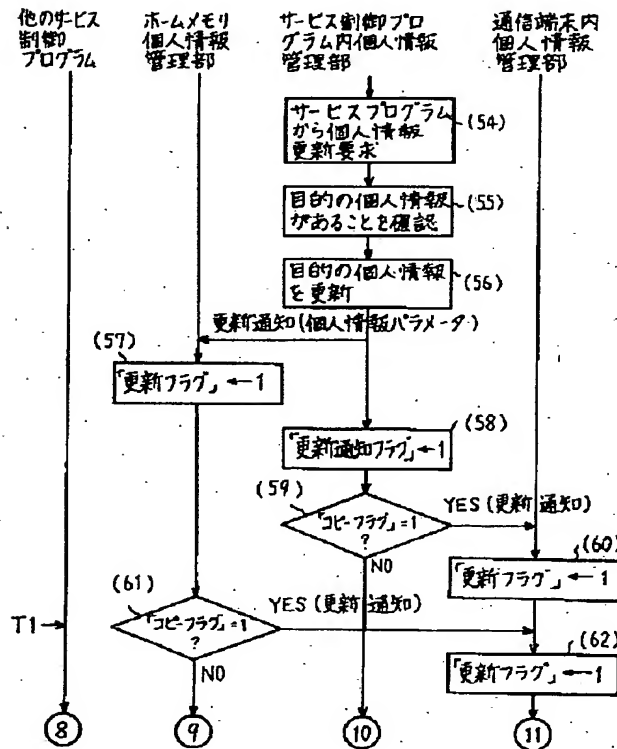 他のサービス
制御
プログラム
ホームメモリ
個人情報
管理部
サービス制御プロ
グラム内個人情報
管理部
通信端末内
個人情報
管理部
サービスプログラム
から個人情報
更新要求
(54)
目的の個人情報
があることを確認
(55)
目的の個人情報
を更新
(56)
更新通知(個人情報パラメータ)
(57)
「更新フラグ」←1
(58)
「更新通知フラグ」←1
(59)
「コピーフラグ」=1
?
YES(更新通知)
NO
(60)
「更新フラグ」←1
(61)
「コピーフラグ」=1
?
YES(更新通知)
NO
T1→
(62)
「更新フラグ」←1
8
9
10
11